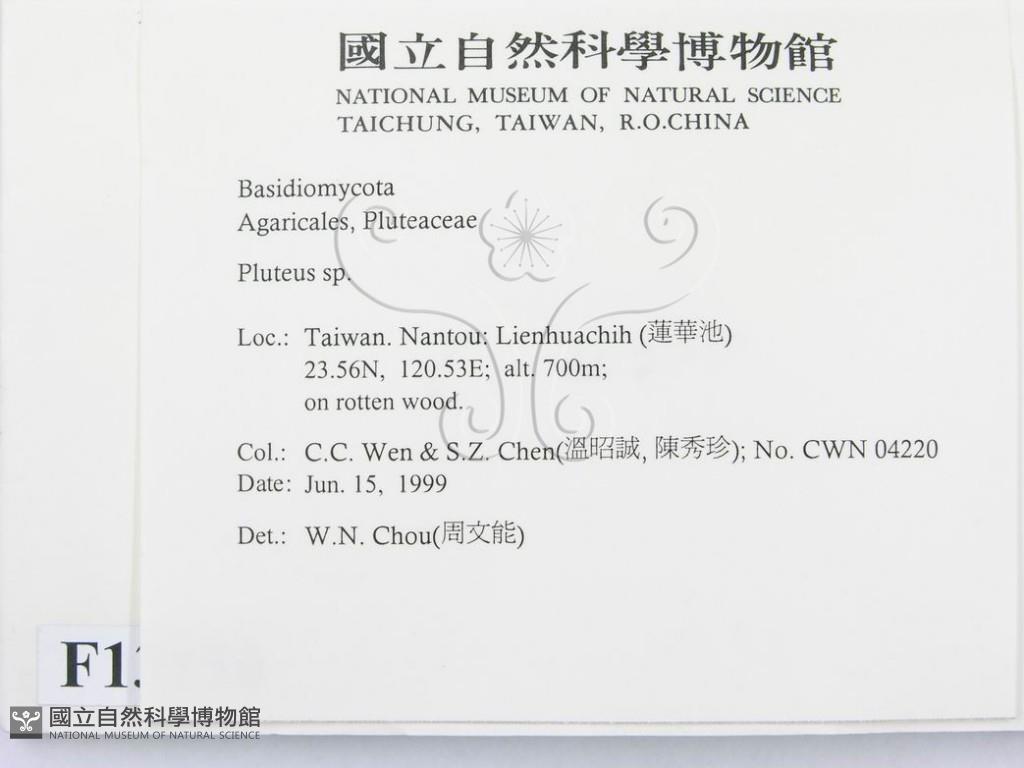 國立自然科學博物館
NATIONAL MUSEUM OF NATURAL SCIENCE
TAICHUNG, TAIWAN, R.O.CHINA
Basidiomycota
Agaricales, Pluteaceae
Pluteus sp.
Loc.: Taiwan. Nantou: Lienhuachih (蓮華池)
23.56N, 120.53E; alt. 700m;
on rotten wood.
Col.: C.C. Wen & S.Z. Chen(溫昭誠, 陳秀珍); No. CWN 04220
Date: Jun. 15, 1999
Det.: W.N. Chou(周文能)
國立自然科學博物館
NATIONAL MUSEUM OF NATURAL SCIENCE